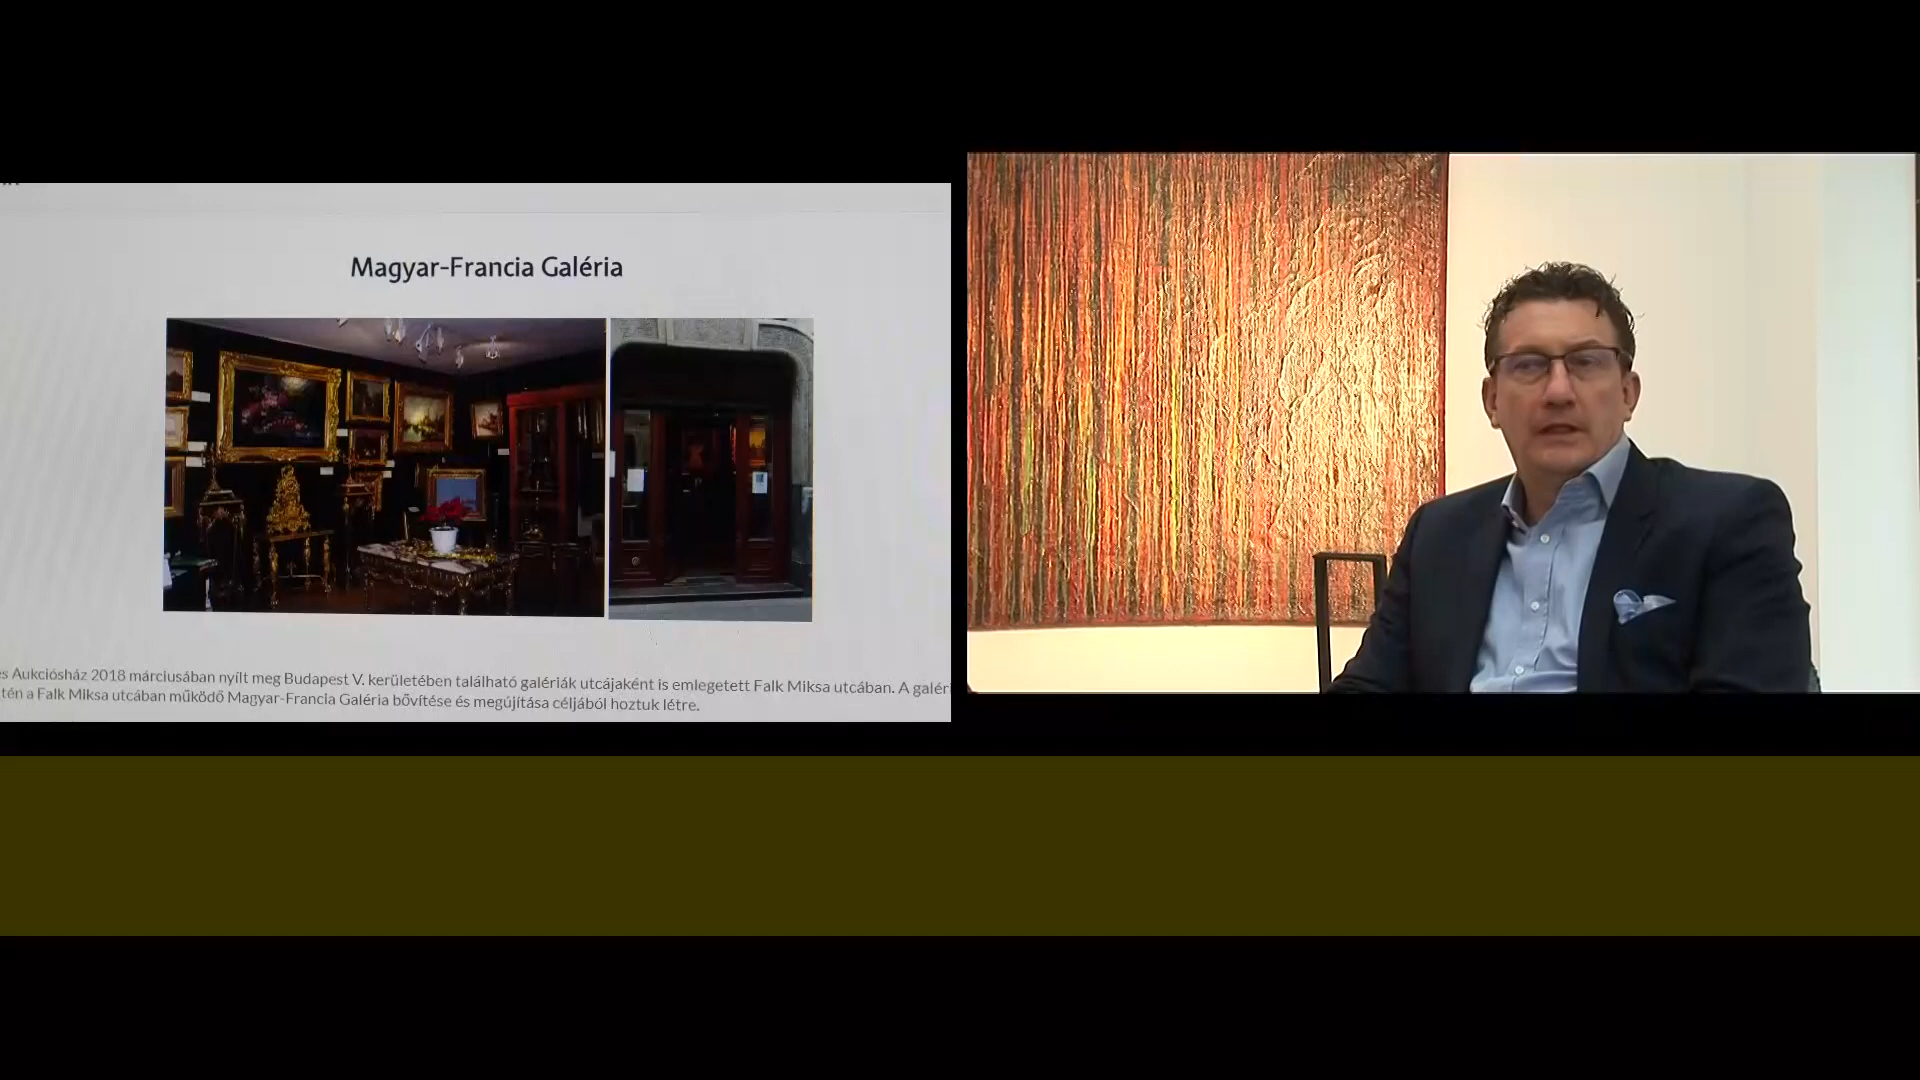 Magyar-Francia Galéria
Aukciósház 2018 márciusában nyílt meg Budapest V. kerületében található galériák utcájaként is emlegetett Falk Miksa utcában. A galéri
tén a Falk Miksa utcában működő Magyar-Francia Galéria bővítése és megújítása céljából hoztuk létre.